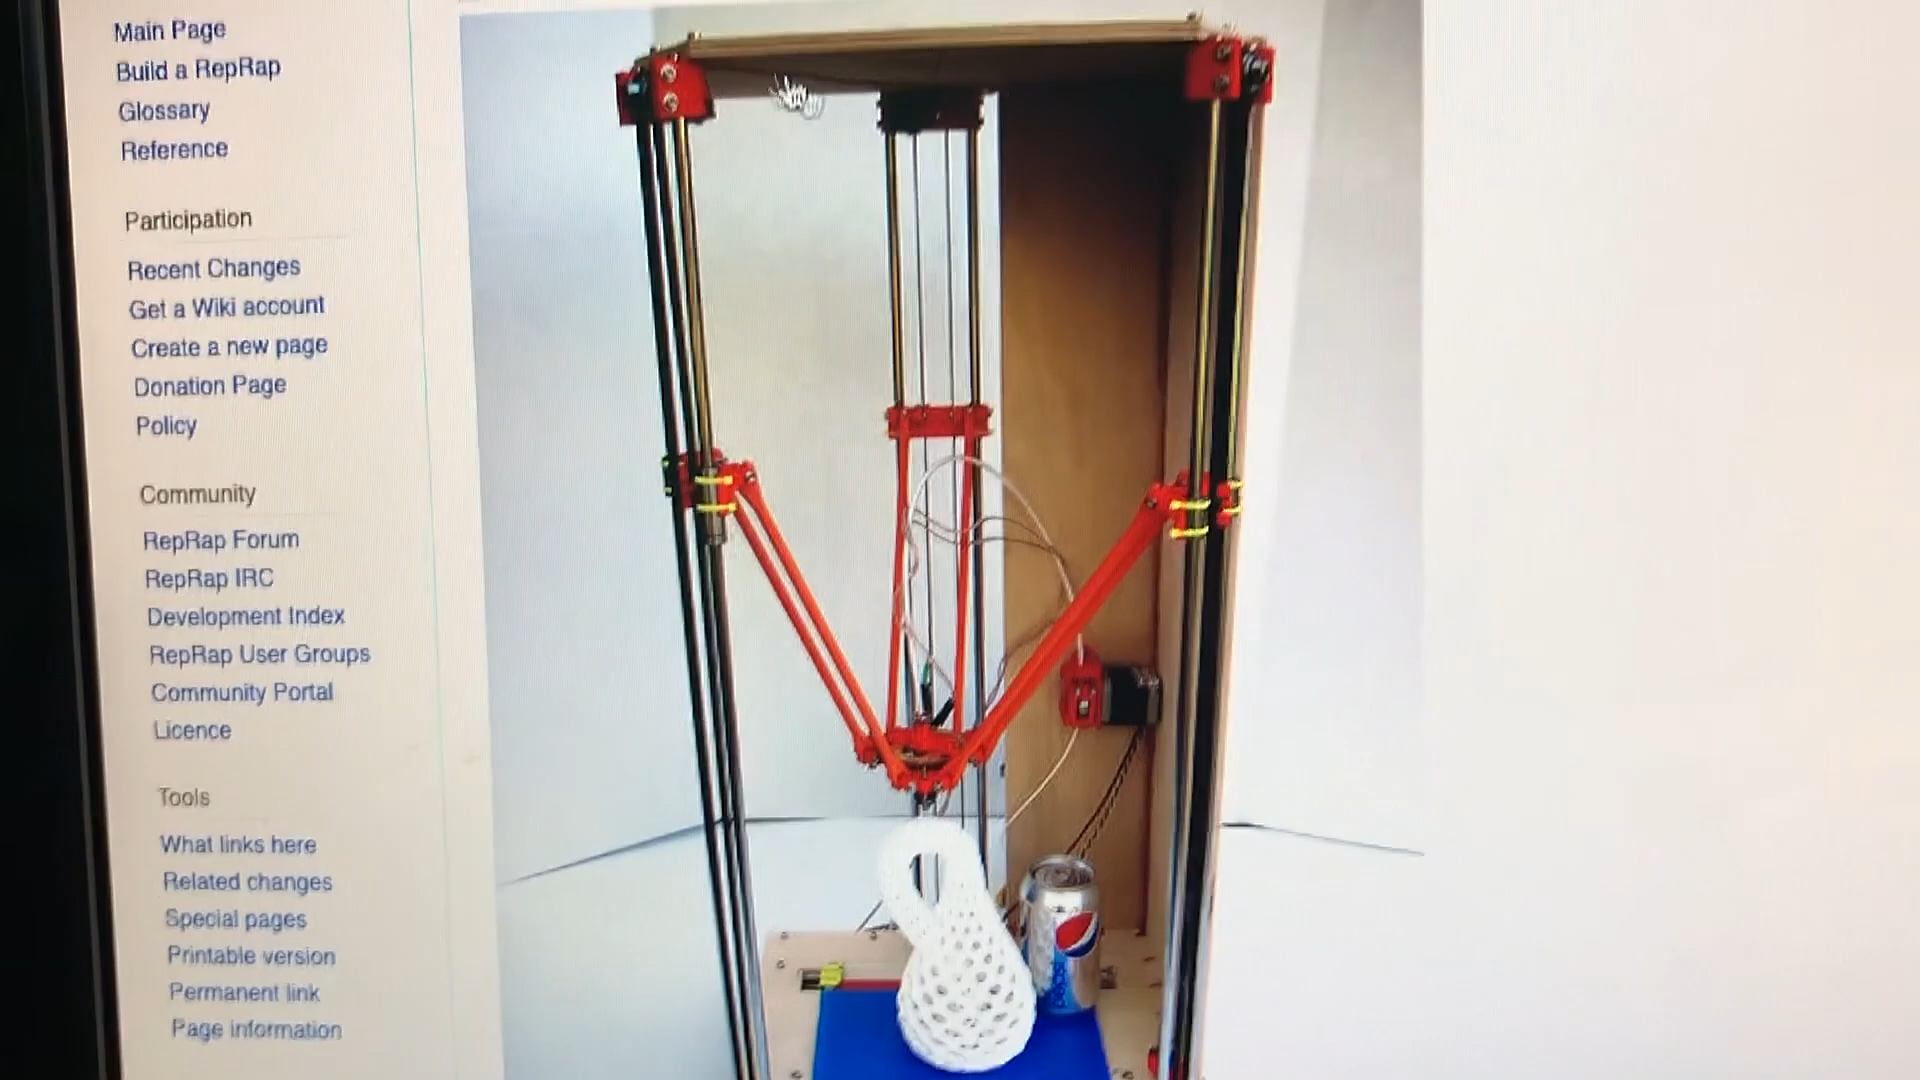 Main Page
Build a RepRap
Glossary
Reference
Participation
Recent Changes
Get a Wiki account
Create a new page
Donation Page
Policy
Community
RepRap Forum
RepRap IRC
Development Index
RepRap User Groups
Community Portal
Licence
Tools
What links here
Related changes
Special pages
Printable version
Permanent link
Page information
pepsi